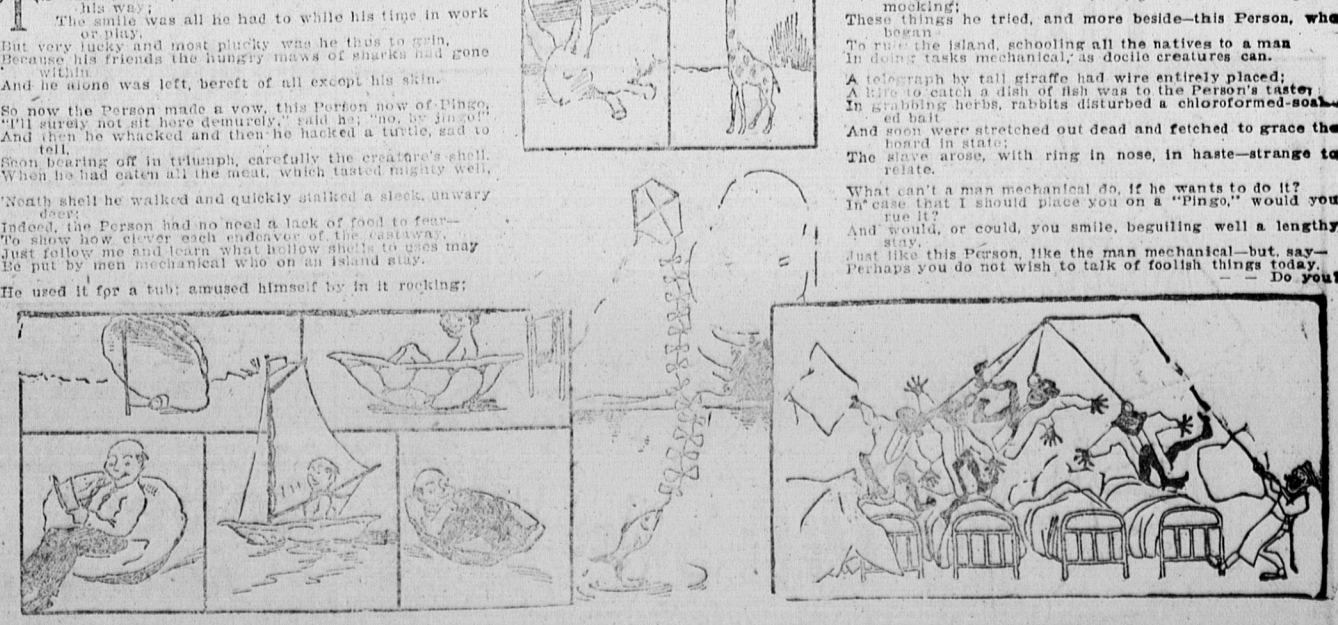 his way;
The smile was all he had to while his time in work
or play.
But very lucky and most plucky was he thus to grin,
Because his friends the hungry maws of sharks had gone
within
And he alone was left, bereft of all except his skin.
So now the Person made a vow, this Person now of Pingo,
"I'll surely not sit here demurely," said he; "no, by jingo!"
And then he whacked and then he hacked a turtle, sad to
tell,
Soon bearing off in triumph, carefully the creature's shell.
When he had eaten all the meat, which tasted mighty well,
'Neath shell he walked and quickly stalked a sleek, unwary
deer;
Indeed, the Person had no need a lack of food to fear—
To show how clever each endeavor of the castaway,
Just follow me and learn what hollow shells to uses may
Be put by men mechanical who on an island stay.
He used it for a tub; amused himself by in it rocking;
mocking;
These things he tried, and more beside—this Person, who
began
To rule the island, schooling all the natives to a man
In doing tasks mechanical, as docile creatures can.
A telegraph by tall giraffe had wire entirely placed;
A kite to catch a dish of fish was to the Person's taste;
In grabbing herbs, rabbits disturbed a chloroformed-soak-
ed bait
And soon were stretched out dead and fetched to grace the
board in state;
The slave arose, with ring in nose, in haste—strange to
relate.
What can't a man mechanical do, if he wants to do it?
In case that I should place you on a "Pingo," would you
rue it?
And would, or could, you smile, beguiling well a lengthy
stay,
Just like this Person, like the man mechanical—but, say—
Perhaps you do not wish to talk of foolish things today.
— — Do you?